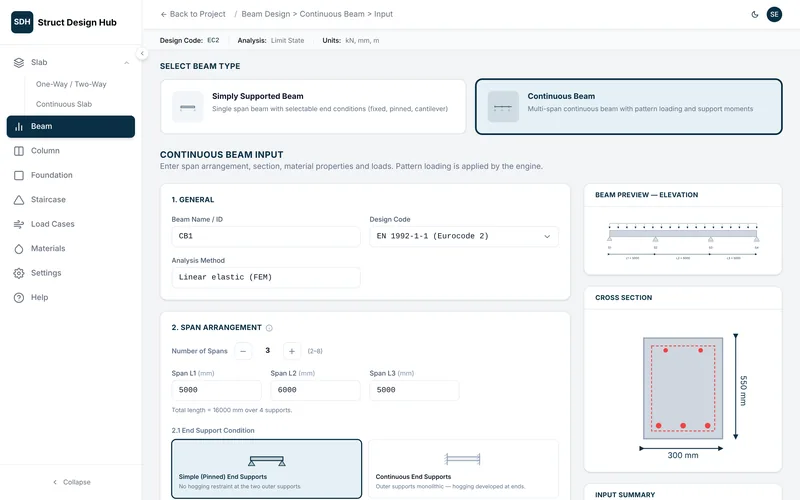 SDH
Struct Design Hub
Slab
One-Way / Two-Way
Continuous Slab
Beam
Column
Foundation
Staircase
Load Cases
Materials
Settings
Help
Collapse
← Back to Project / Beam Design > Continuous Beam > Input
SE
Design Code: EC2 Analysis: Limit State Units: kN, mm, m
SELECT BEAM TYPE
Simply Supported Beam
Single span beam with selectable end conditions (fixed, pinned, cantilever)
Continuous Beam
Multi-span continuous beam with pattern loading and support moments
CONTINUOUS BEAM INPUT
Enter span arrangement, section, material properties and loads. Pattern loading is applied by the engine.
1. GENERAL
Beam Name / ID
CB1
Design Code
EN 1992-1-1 (Eurocode 2)
Analysis Method
Linear elastic (FEM)
2. SPAN ARRANGEMENT
Number of Spans − 3 + (2–8)
Span L1 (mm) Span L2 (mm) Span L3 (mm)
5000 6000 5000
Total length = 16000 mm over 4 supports.
2.1 End Support Condition
Simple (Pinned) End Supports
No hogging restraint at the two outer supports.
Continuous End Supports
Outer supports monolithic — hogging developed at ends.
BEAM PREVIEW — ELEVATION
CROSS SECTION
550 mm
300 mm
INPUT SUMMARY